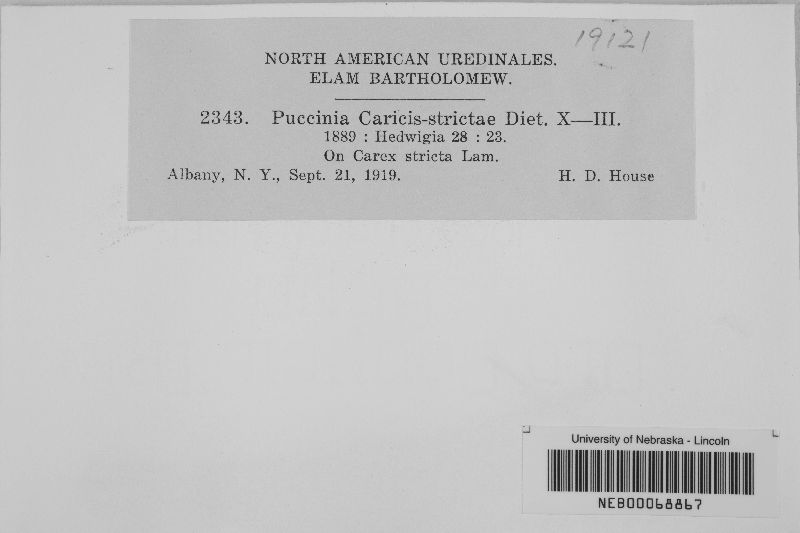 19121
NORTH AMERICAN UREDINALES.
ELAM BARTHOLOMEW.
2343. Puccinia Caricis-strictae Diet. X—III.
1889 : Hedwigia 28 : 23.
On Carex stricta Lam.
Albany, N. Y., Sept. 21, 1919. H. D. House
University of Nebraska - Lincoln
NEB00068867